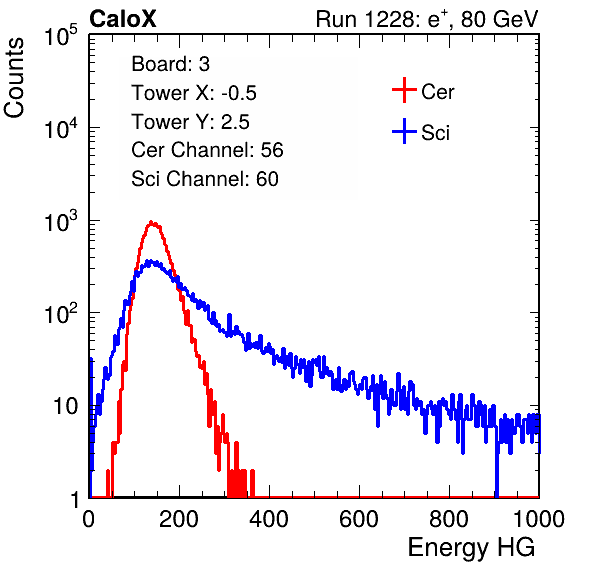 CaloX Run 1228: e⁺, 80 GeV
Counts
Board: 3
Tower X: -0.5
Tower Y: 2.5
Cer Channel: 56
Sci Channel: 60
Cer
Sci
10⁵
10⁴
10³
10²
10
1
0 200 400 600 800 1000
Energy HG